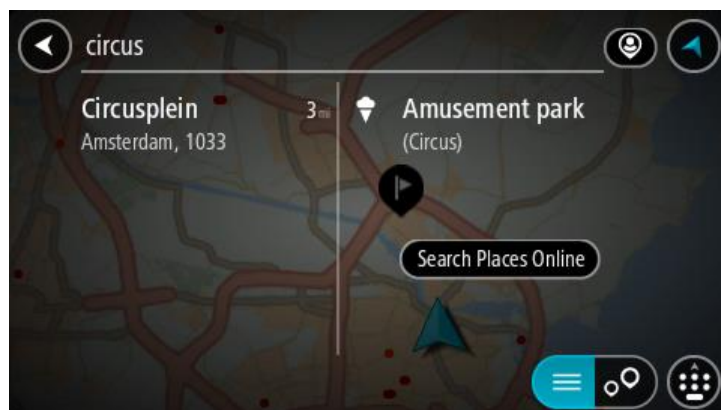 circus
Circusplein
3 mi
Amsterdam, 1033
Amusement park
(Circus)
Search Places Online